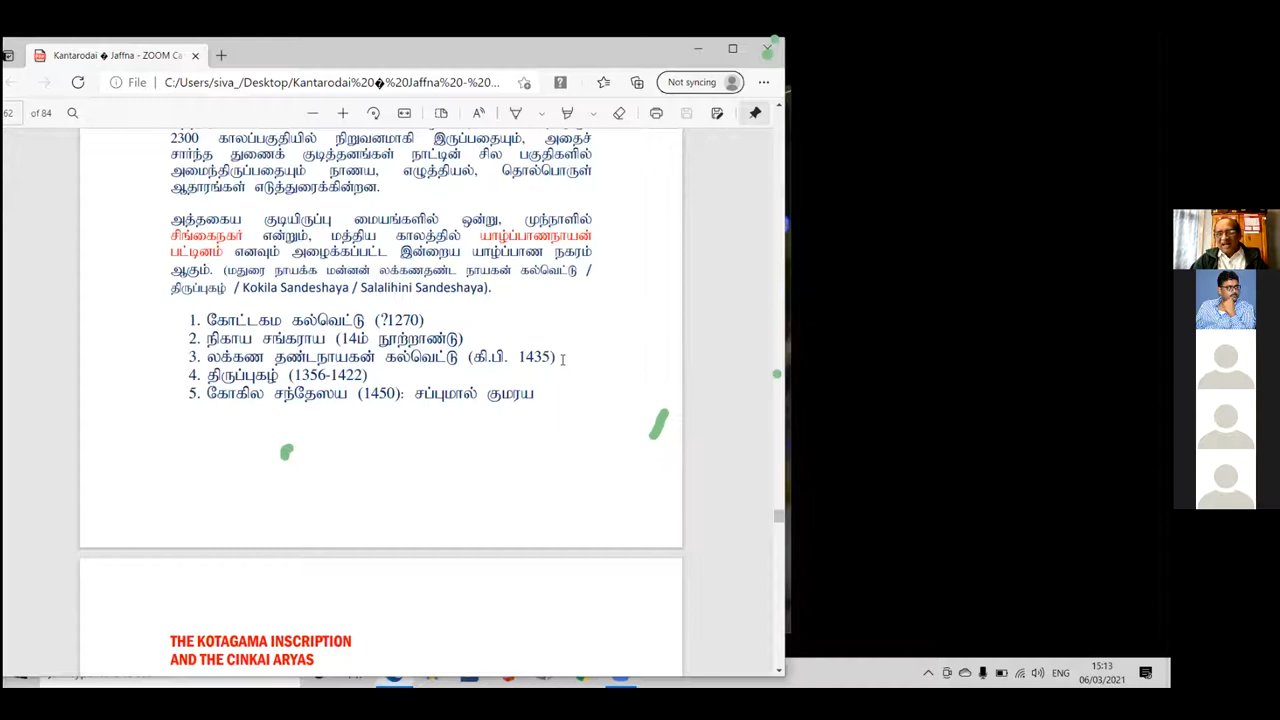 Kantarodai � Jaffna - ZOOM Ca
File C:/Users/siva_/Desktop/Kantarodai%20�%20Jaffna%20-%20... Not syncing
62 of 84
2300 காலப்பகுதியில் நிறுவனமாகி இருப்பதையும், அதைச்
சார்ந்த துணைக் குடித்தனங்கள் நாட்டின் சில பகுதிகளில்
அமைந்திருப்பதையும் நாணய, எழுத்தியல், தொல்பொருள்
ஆதாரங்கள் எடுத்துரைக்கின்றன.
அத்தகைய குடியிருப்பு மையங்களில் ஒன்று, முந்நாளில்
சிங்கைநகர் என்றும், மத்திய காலத்தில் யாழ்ப்பாணநாயன்
பட்டினம் எனவும் அழைக்கப்பட்ட இன்றைய யாழ்ப்பாண நகரம்
ஆகும். (மதுரை நாயக்க மன்னன் லக்கணதண்ட நாயகன் கல்வெட்டு /
திருப்புகழ் / Kokila Sandeshaya / Salalihini Sandeshaya).
1. கோட்டகம கல்வெட்டு (?1270)
2. நிகாய சங்கராய (14ம் நூற்றாண்டு)
3. லக்கண தண்டநாயகன் கல்வெட்டு (கி.பி. 1435)
4. திருப்புகழ் (1356-1422)
5. கோகில சந்தேஸய (1450): சப்புமால் குமரய
THE KOTAGAMA INSCRIPTION
AND THE CINKAI ARYAS
ENG
15:13
06/03/2021